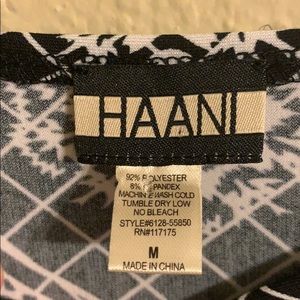 HAANI
92% POLYESTER
8% SPANDEX
MACHINE WASH COLD
TUMBLE DRY LOW
NO BLEACH
STYLE#6128-55850
RN#117175
M
MADE IN CHINA